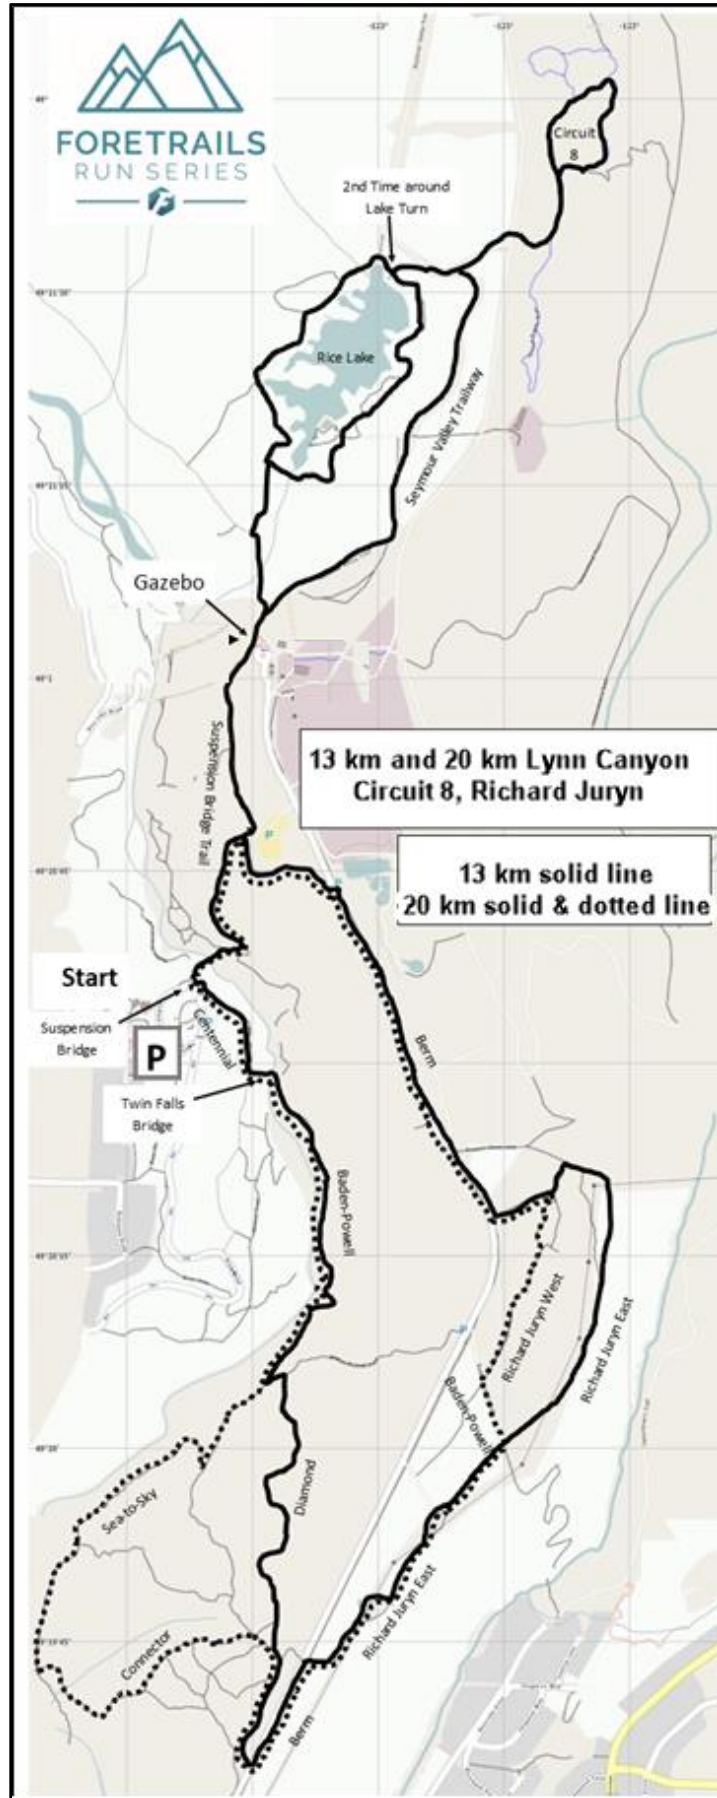 FORETRAILS
RUN SERIES
Circuit
8
2nd Time around
Lake Turn
Rice Lake
Seymour Valley Trailway
Gazebo
Suspension Bridge Trail
13 km and 20 km Lynn Canyon
Circuit 8, Richard Juryn
13 km solid line
20 km solid & dotted line
Start
Suspension
Bridge
Centennial
P
Twin Falls
Bridge
Berm
Baden-Powell
Richard Juryn West
Richard Juryn East
Baden-Powell
Diamond
Sea-to-Sky
Connector
Richard Juryn East
Berm